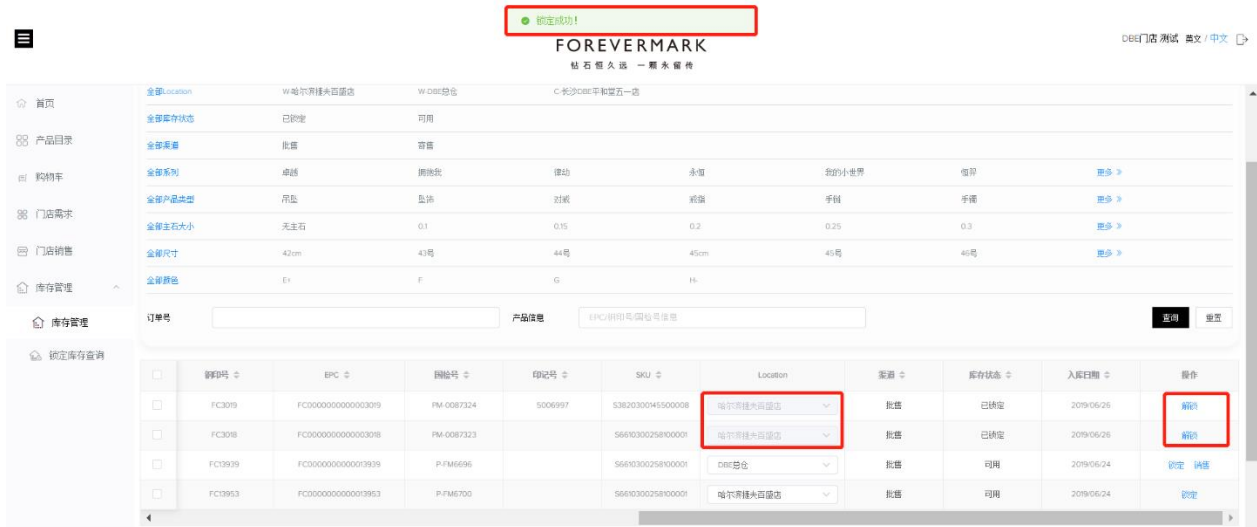 锁定成功!
DBE门店 测试 英文 / 中文
FOREVERMARK
钻石恒久远 一颗永留传
首页
产品目录
购物车
门店需求
门店销售
库存管理
库存管理
锁定库存查询
全部Location W-哈尔滨捶夫百盛店 W-DBE总仓 C-长沙DBE平和堂五一店
全部库存状态 已锁定 可用
全部渠道 批售 寄售
全部系列 卓越 拥抱我 律动 永恒 我的小世界 恒界 更多 》
全部产品类型 吊坠 坠饰 对戒 戒指 手链 手镯 更多 》
全部主石大小 无主石 0.1 0.15 0.2 0.25 0.3 更多 》
全部尺寸 42cm 43号 44号 45cm 45号 46号 更多 》
全部颜色 E+ F G H-
订单号 产品信息 EPC/钢印号/国检号信息 查询 重置
钢印号 EPC 国检号 印记号 SKU Location 渠道 库存状态 入库日期 操作
FC3019 FC0000000000003019 PM-0087324 5006997 S3820300145500008 哈尔滨捶夫百盛店 批售 已锁定 2019/06/26 解锁
FC3018 FC0000000000003018 PM-0087323 S6610300258100001 哈尔滨捶夫百盛店 批售 已锁定 2019/06/26 解锁
FC13939 FC0000000000013939 P-FM6696 S6610300258100001 DBE总仓 批售 可用 2019/06/24 锁定 销售
FC13953 FC0000000000013953 P-FM6700 S6610300258100001 哈尔滨捶夫百盛店 批售 可用 2019/06/24 锁定